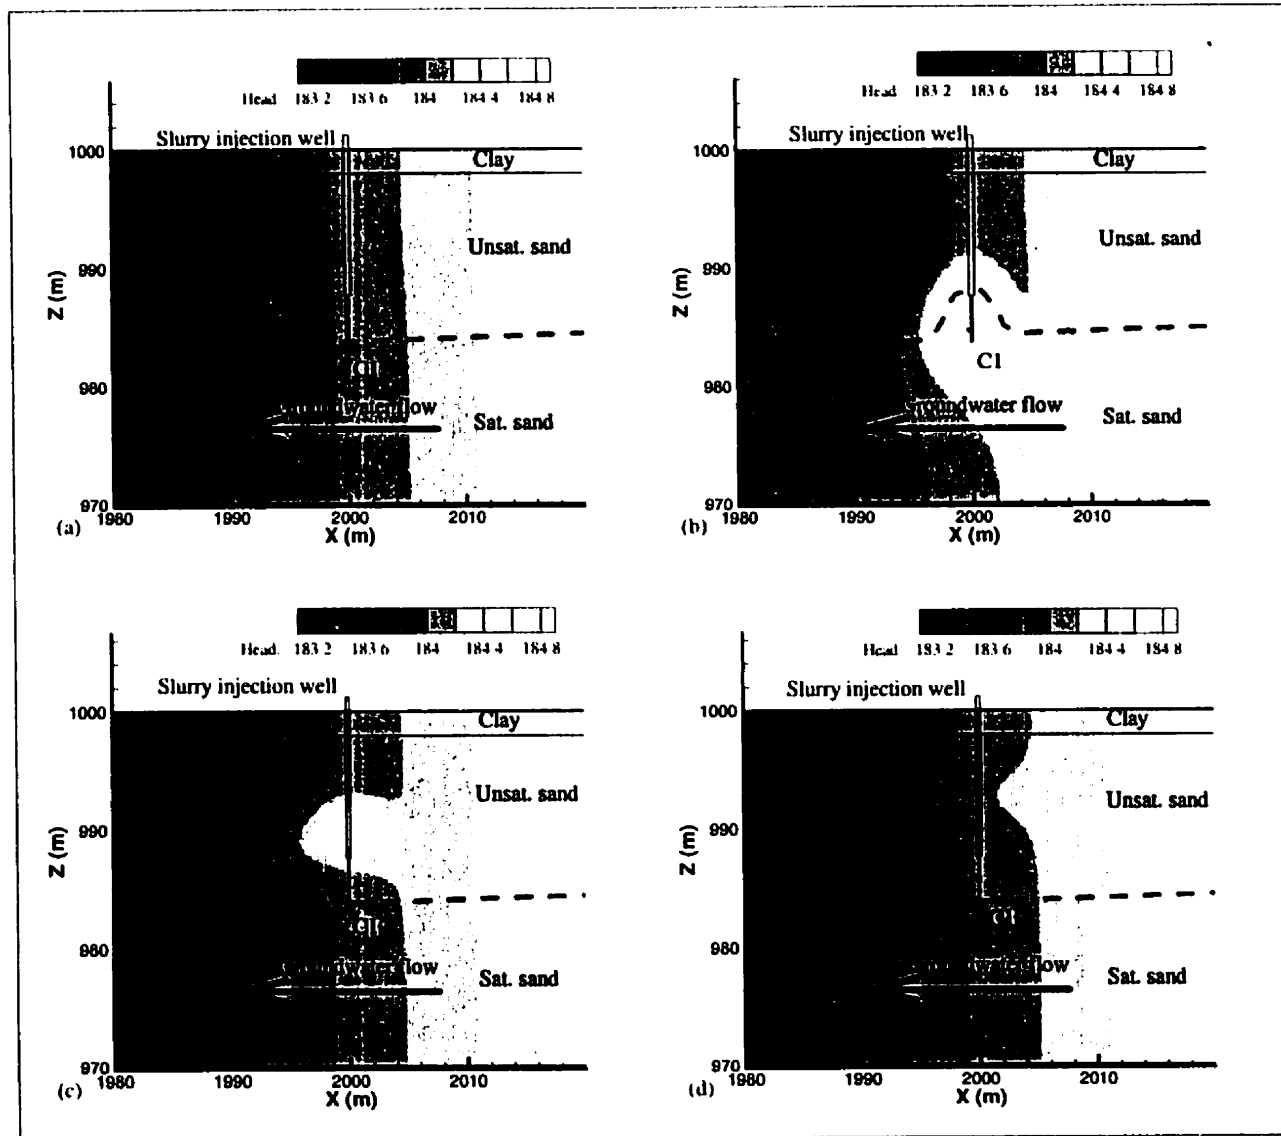 Head 183 2 183 6 184 184 4 184 8
Slurry injection well
1000
Clay
Unsat. sand
990
Z (m)
C1
980
Groundwater flow
Sat. sand
970
1980 1990 2000 2010
(a)
X (m)
Head 183 2 183 6 184 184 4 184 8
Slurry injection well
1000
Clay
Unsat. sand
990
Z (m)
C1
980
Groundwater flow
Sat. sand
970
1980 1990 2000 2010
(b)
X (m)
Head 183 2 183 6 184 184 4 184 8
Slurry injection well
1000
Clay
Unsat. sand
990
Z (m)
980
Groundwater flow
Sat. sand
970
1980 1990 2000 2010
(c)
X (m)
Head 183 2 183 6 184 184 4 184 8
Slurry injection well
1000
Clay
Unsat. sand
990
Z (m)
C1
980
Groundwater flow
Sat. sand
970
1980 1990 2000 2010
(d)
X (m)